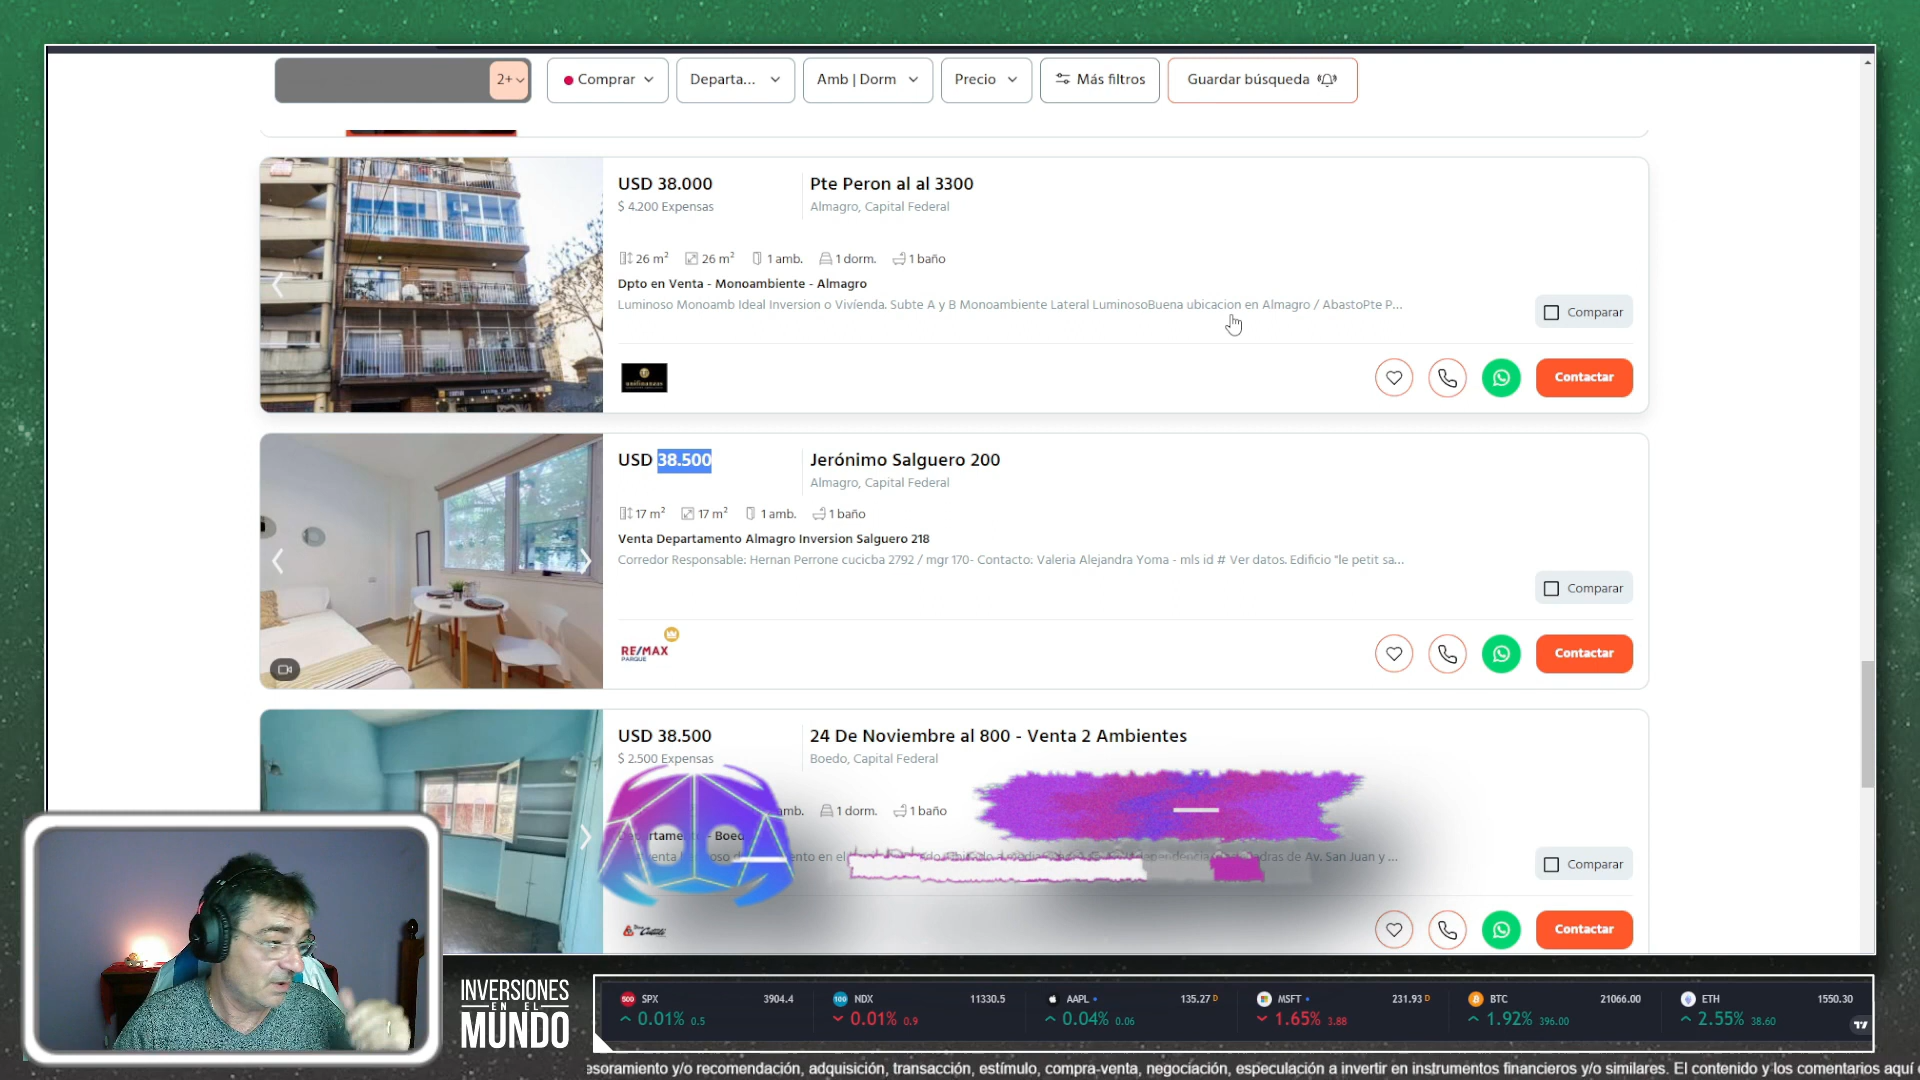 2+
Comprar
Departa...
Amb | Dorm
Precio
Más filtros
Guardar búsqueda
USD 38.000
Pte Peron al al 3300
$ 4.200 Expensas
Almagro, Capital Federal
26 m² 26 m² 1 amb. 1 dorm. 1 baño
Dpto en Venta - Monoambiente - Almagro
Luminoso Monoamb Ideal Inversion o Vivienda. Subte A y B Monoambiente Lateral LuminosoBuena ubicacion en Almagro / AbastoPte P...
Comparar
Contactar
USD 38.500
Jerónimo Salguero 200
Almagro, Capital Federal
17 m² 17 m² 1 amb. 1 baño
Venta Departamento Almagro Inversion Salguero 218
Corredor Responsable: Hernan Perrone cucicba 2792 / mgr 170- Contacto: Valeria Alejandra Yoma - mls id # Ver datos. Edificio "le petit sa...
Comparar
RE/MAX
PARQUE
Contactar
USD 38.500
24 De Noviembre al 800 - Venta 2 Ambientes
$ 2.500 Expensas
Boedo, Capital Federal
amb. 1 dorm. 1 baño
- Boed
de Av. San Juan y ...
Comparar
Contactar
INVERSIONES
EN EL
MUNDO
500 SPX 3904.4
0.01% 0.5
100 NDX 11330.5
0.01% 0.9
AAPL 135.27 D
0.04% 0.06
MSFT 231.93 D
1.65% 3.88
BTC 21066.00
1.92% 396.00
ETH 1550.30
2.55% 38.60
esoramiento y/o recomendación, adquisición, transacción, estímulo, compra-venta, negociación, especulación a invertir en instrumentos financieros y/o similares. El contenido y los comentarios aquí